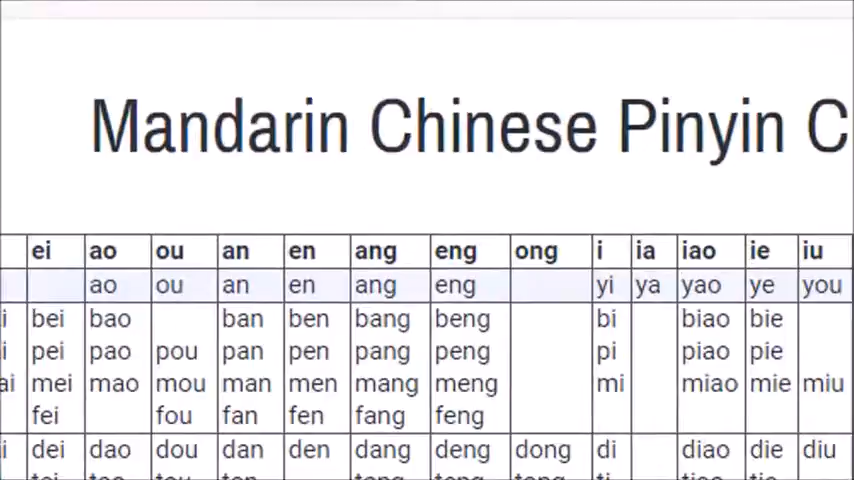 Mandarin Chinese Pinyin C
ei ao ou an en ang eng ong i ia iao ie iu
ao ou an en ang eng yi ya yao ye you
i bei bao ban ben bang beng bi biao bie
i pei pao pou pan pen pang peng pi piao pie
ai mei mao mou man men mang meng mi miao mie miu
fei fou fan fen fang feng
i dei dao dou dan den dang deng dong di diao die diu